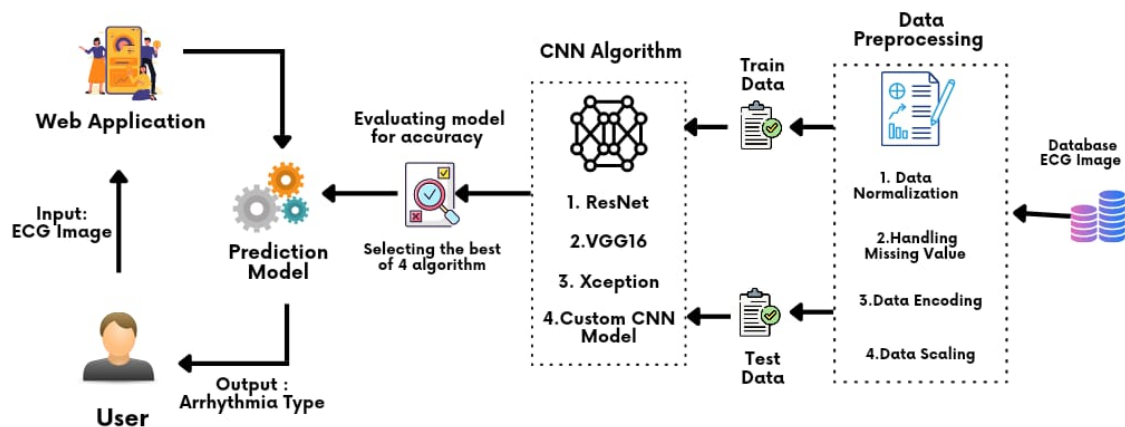 Web Application
Input:
ECG Image
User
Prediction
Model
Output :
Arrhythmia Type
Evaluating model
for accuracy
Selecting the best
of 4 algorithm
CNN Algorithm
1. ResNet
2.VGG16
3. Xception
4.Custom CNN
Model
Train
Data
Test
Data
Data
Preprocessing
1. Data
Normalization
2.Handling
Missing Value
3.Data Encoding
4.Data Scaling
Database
ECG Image